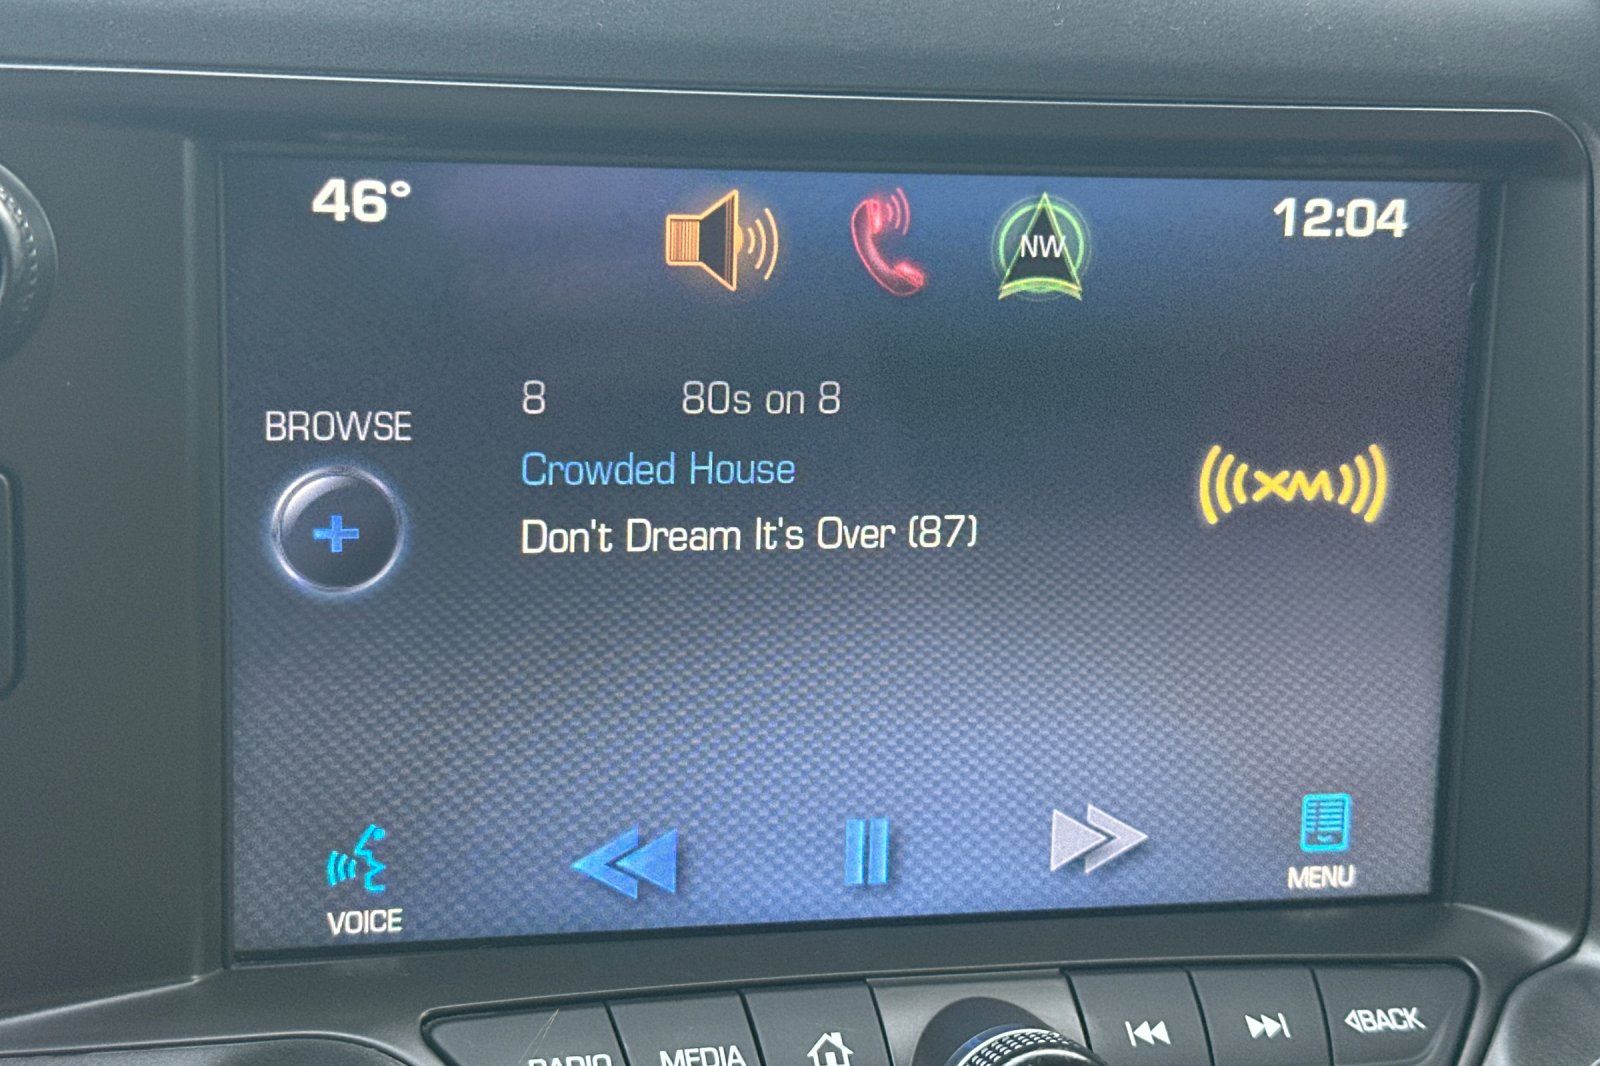 46°
NW
12:04
8 80s on 8
BROWSE
Crowded House
XM
Don't Dream It's Over (87)
VOICE
MENU
RADIO
MEDIA
BACK